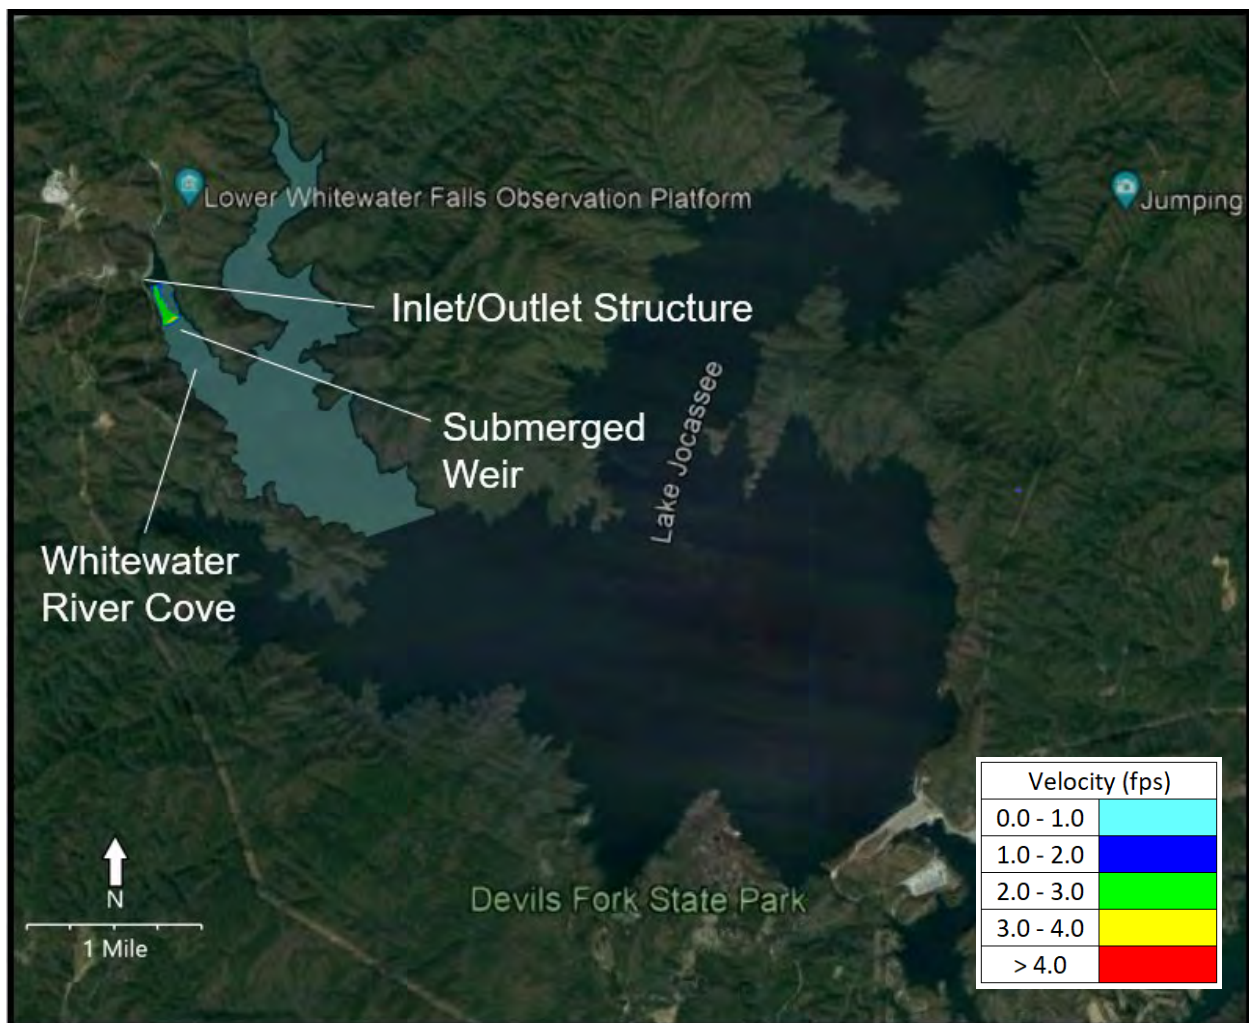 Lower Whitewater Falls Observation Platform
Jumping
Inlet/Outlet Structure
Submerged
Weir
Lake Jocassee
Whitewater
River Cove
N
1 Mile
Devils Fork State Park
Velocity (fps)
0.0 - 1.0
1.0 - 2.0
2.0 - 3.0
3.0 - 4.0
> 4.0